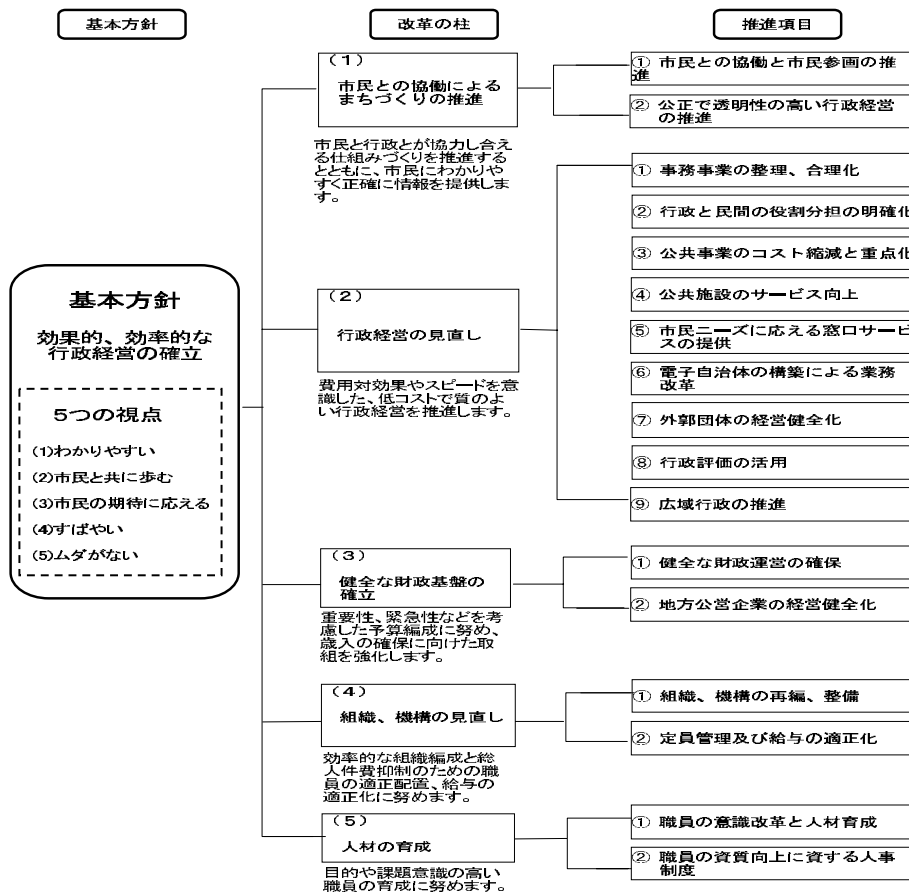 基本方針
改革の柱
推進項目
基本方針
効果的、効率的な
行政経営の確立
5つの視点
(1)わかりやすい
(2)市民と共に歩む
(3)市民の期待に応える
(4)すばやい
(5)ムダがない
(1)
市民との協働による
まちづくりの推進
市民と行政とが協力し合え
る仕組みづくりを推進する
とともに、市民にわかりや
すく正確に情報を提供しま
す。
① 市民との協働と市民参画の推
進
② 公正で透明性の高い行政経営
の推進
(2)
行政経営の見直し
費用対効果やスピードを意
識した、低コストで質のよ
い行政経営を推進します。
① 事務事業の整理、合理化
② 行政と民間の役割分担の明確化
③ 公共事業のコスト縮減と重点化
④ 公共施設のサービス向上
⑤ 市民ニーズに応える窓口サービ
スの提供
⑥ 電子自治体の構築による業務
改革
⑦ 外郭団体の経営健全化
⑧ 行政評価の活用
⑨ 広域行政の推進
(3)
健全な財政基盤の
確立
重要性、緊急性などを考
慮した予算編成に努め、
歳入の確保に向けた取
組を強化します。
① 健全な財政運営の確保
② 地方公営企業の経営健全化
(4)
組織、機構の見直し
効率的な組織編成と総
人件費抑制のための職
員の適正配置、給与の
適正化に努めます。
① 組織、機構の再編、整備
② 定員管理及び給与の適正化
(5)
人材の育成
目的や課題意識の高い
職員の育成に努めます。
① 職員の意識改革と人材育成
② 職員の資質向上に資する人事
制度